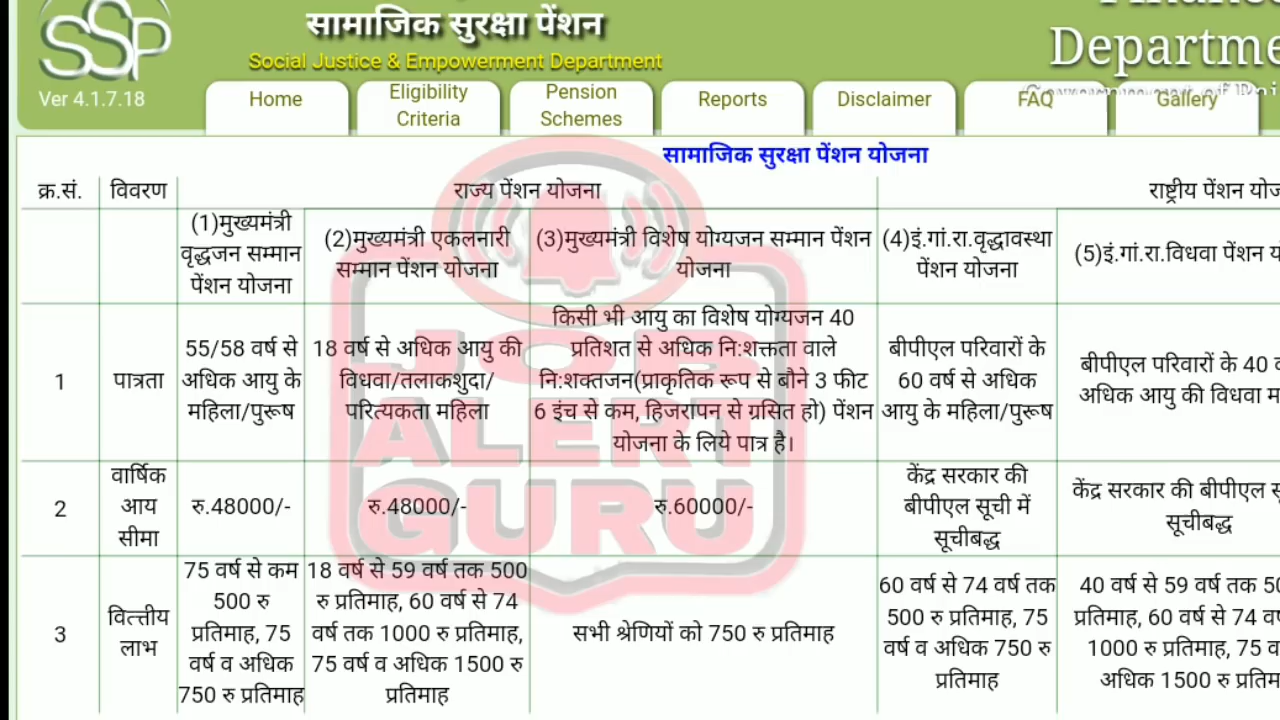 SSP
सामाजिक सुरक्षा पेंशन
Social Justice & Empowerment Department
Ver 4.1.7.18
Home
Eligibility
Criteria
Pension
Schemes
Reports
Disclaimer
FAQ
Gallery
सामाजिक सुरक्षा पेंशन योजना
क्र.सं.
विवरण
राज्य पेंशन योजना
राष्ट्रीय पेंशन
(1)मुख्यमंत्री
वृद्धजन सम्मान
पेंशन योजना
(2)मुख्यमंत्री एकलनारी
सम्मान पेंशन योजना
(3)मुख्यमंत्री विशेष योग्यजन सम्मान पेंशन
योजना
(4)इं.गां.रा.वृद्धावस्था
पेंशन योजना
(5)इं.गां.रा.विधवा पेंशन
1
पात्रता
55/58 वर्ष से
अधिक आयु के
महिला/पुरूष
18 वर्ष से अधिक आयु की
विधवा/तलाकशुदा/
परित्यकता महिला
किसी भी आयु का विशेष योग्यजन 40
प्रतिशत से अधिक नि:शक्तता वाले
नि:शक्तजन(प्राकृतिक रूप से बौने 3 फीट
6 इंच से कम, हिजरापन से ग्रसित हो) पेंशन
योजना के लिये पात्र है।
बीपीएल परिवारों के
60 वर्ष से अधिक
आयु के महिला/पुरूष
बीपीएल परिवारों के 40
अधिक आयु की विधवा
2
वार्षिक
आय
सीमा
रु.48000/-
रु.48000/-
रु.60000/-
केंद्र सरकार की
बीपीएल सूची में
सूचीबद्ध
केंद्र सरकार की बीपीएल
सूचीबद्ध
3
वित्तीय
लाभ
75 वर्ष से कम
500 रु
प्रतिमाह, 75
वर्ष व अधिक
750 रु प्रतिमाह
18 वर्ष से 59 वर्ष तक 500
रु प्रतिमाह, 60 वर्ष से 74
वर्ष तक 1000 रु प्रतिमाह,
75 वर्ष व अधिक 1500 रु
प्रतिमाह
सभी श्रेणियों को 750 रु प्रतिमाह
60 वर्ष से 74 वर्ष तक
500 रु प्रतिमाह, 75
वर्ष व अधिक 750 रु
प्रतिमाह
40 वर्ष से 59 वर्ष तक
प्रतिमाह, 60 वर्ष से 74
1000 रु प्रतिमाह, 75
अधिक 1500 रु
JOB
ALERT
GURU